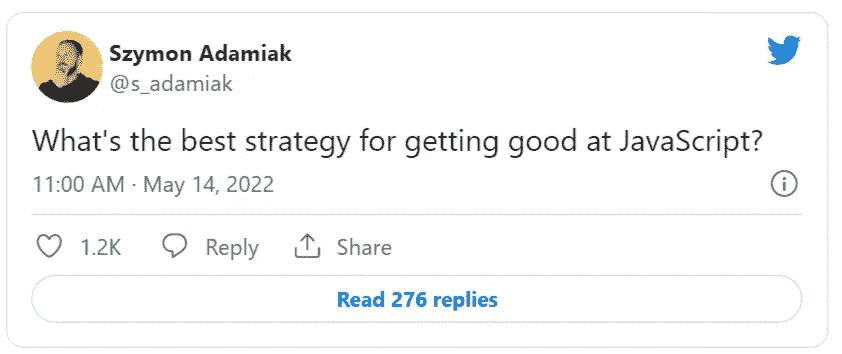 Szymon Adamiak
@s_adamiak
What's the best strategy for getting good at JavaScript?
11:00 AM · May 14, 2022
1.2K Reply Share
Read 276 replies